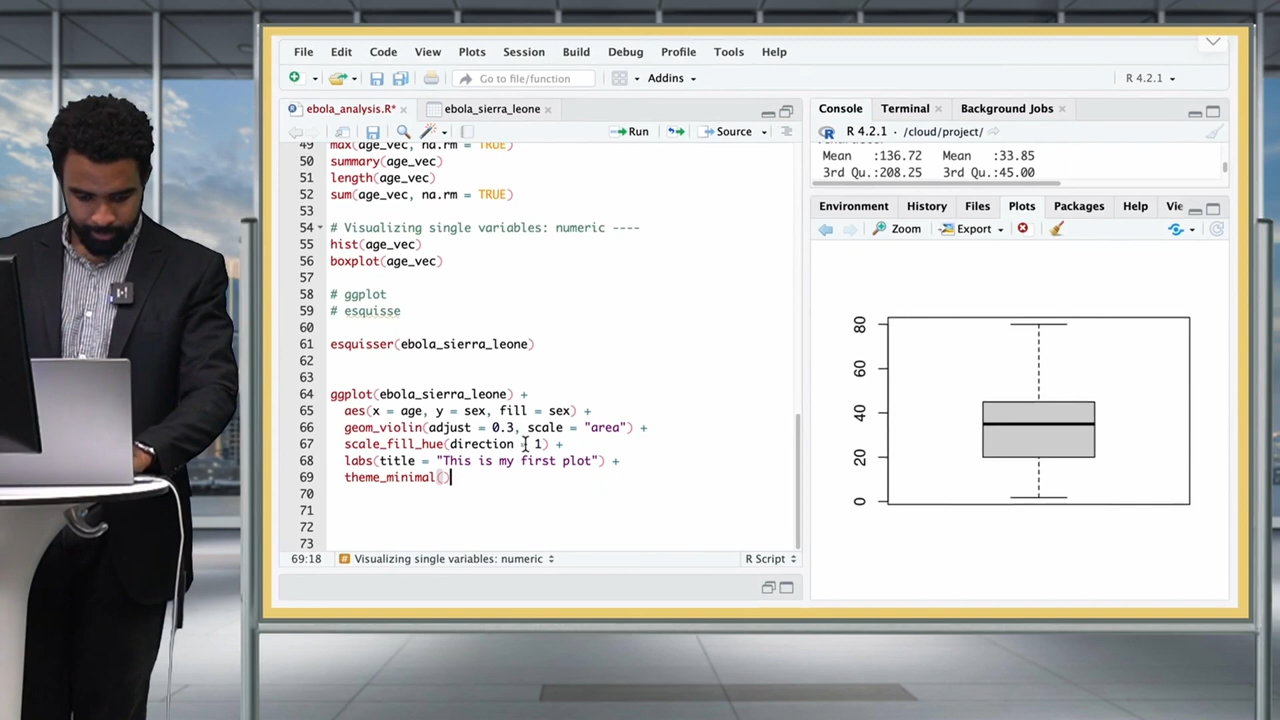 File Edit Code View Plots Session Build Debug Profile Tools Help
Go to file/function Addins R 4.2.1
ebola_analysis.R* ebola_sierra_leone
Run Source
49 max(age_vec, na.rm = TRUE)
50 summary(age_vec)
51 length(age_vec)
52 sum(age_vec, na.rm = TRUE)
53
54 # Visualizing single variables: numeric ----
55 hist(age_vec)
56 boxplot(age_vec)
57
58 # ggplot
59 # esquisse
60
61 esquisser(ebola_sierra_leone)
62
63
64 ggplot(ebola_sierra_leone) +
65 aes(x = age, y = sex, fill = sex) +
66 geom_violin(adjust = 0.3, scale = "area") +
67 scale_fill_hue(direction = 1) +
68 labs(title = "This is my first plot") +
69 theme_minimal()
70
71
72
73
69:18 # Visualizing single variables: numeric R Script
Console Terminal Background Jobs
R 4.2.1 · /cloud/project/
Mean :136.72 Mean :33.85
3rd Qu.:208.25 3rd Qu.:45.00
Environment History Files Plots Packages Help Vie
Zoom Export
80
60
40
20
0